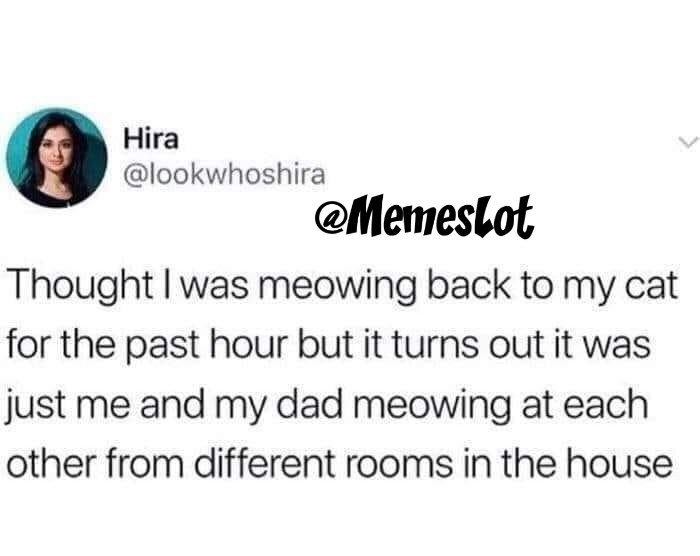 Hira
@lookwhoshira
@MemesLot
Thought I was meowing back to my cat
for the past hour but it turns out it was
just me and my dad meowing at each
other from different rooms in the house